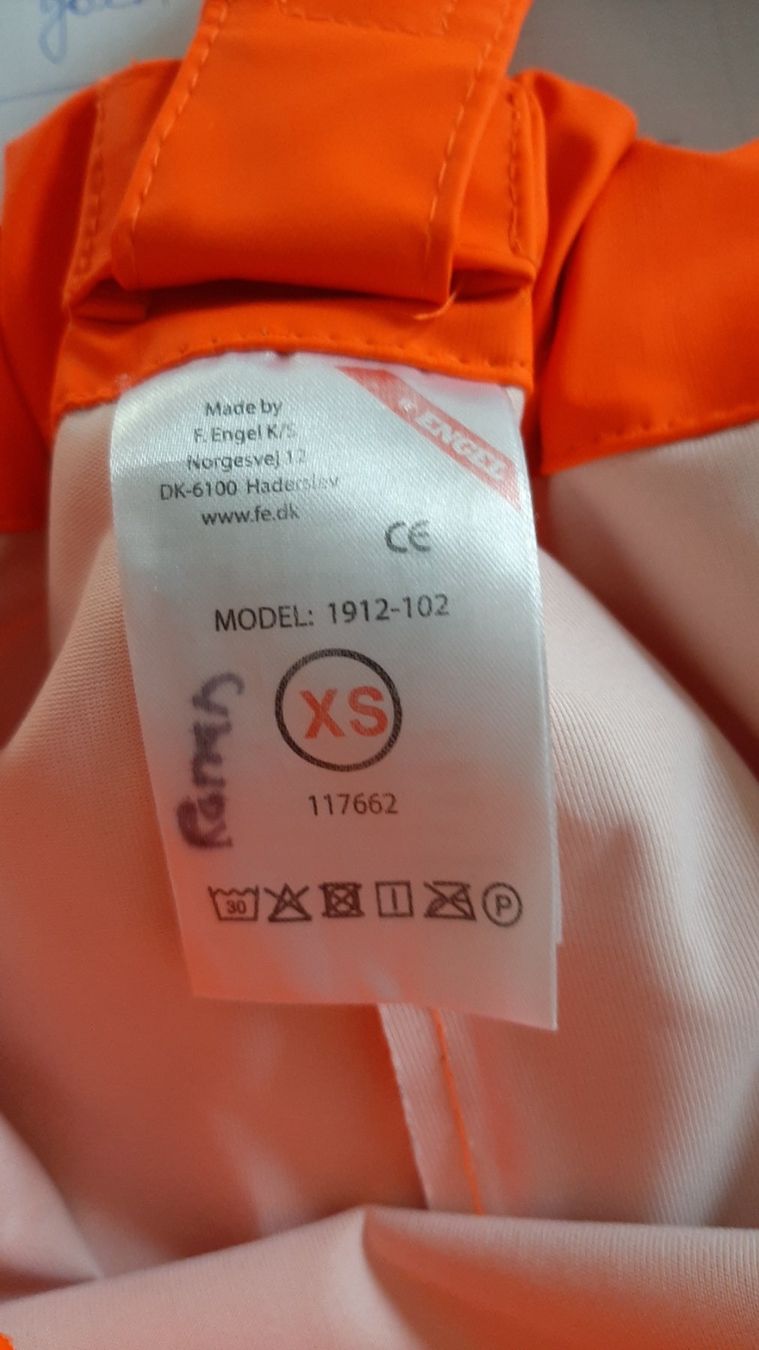 Made by
F. Engel K/S
Norgesvej 12
DK-6100 Haderslev
www.fe.dk
ENGEL
CE
MODEL: 1912-102
XS
117662
30
P